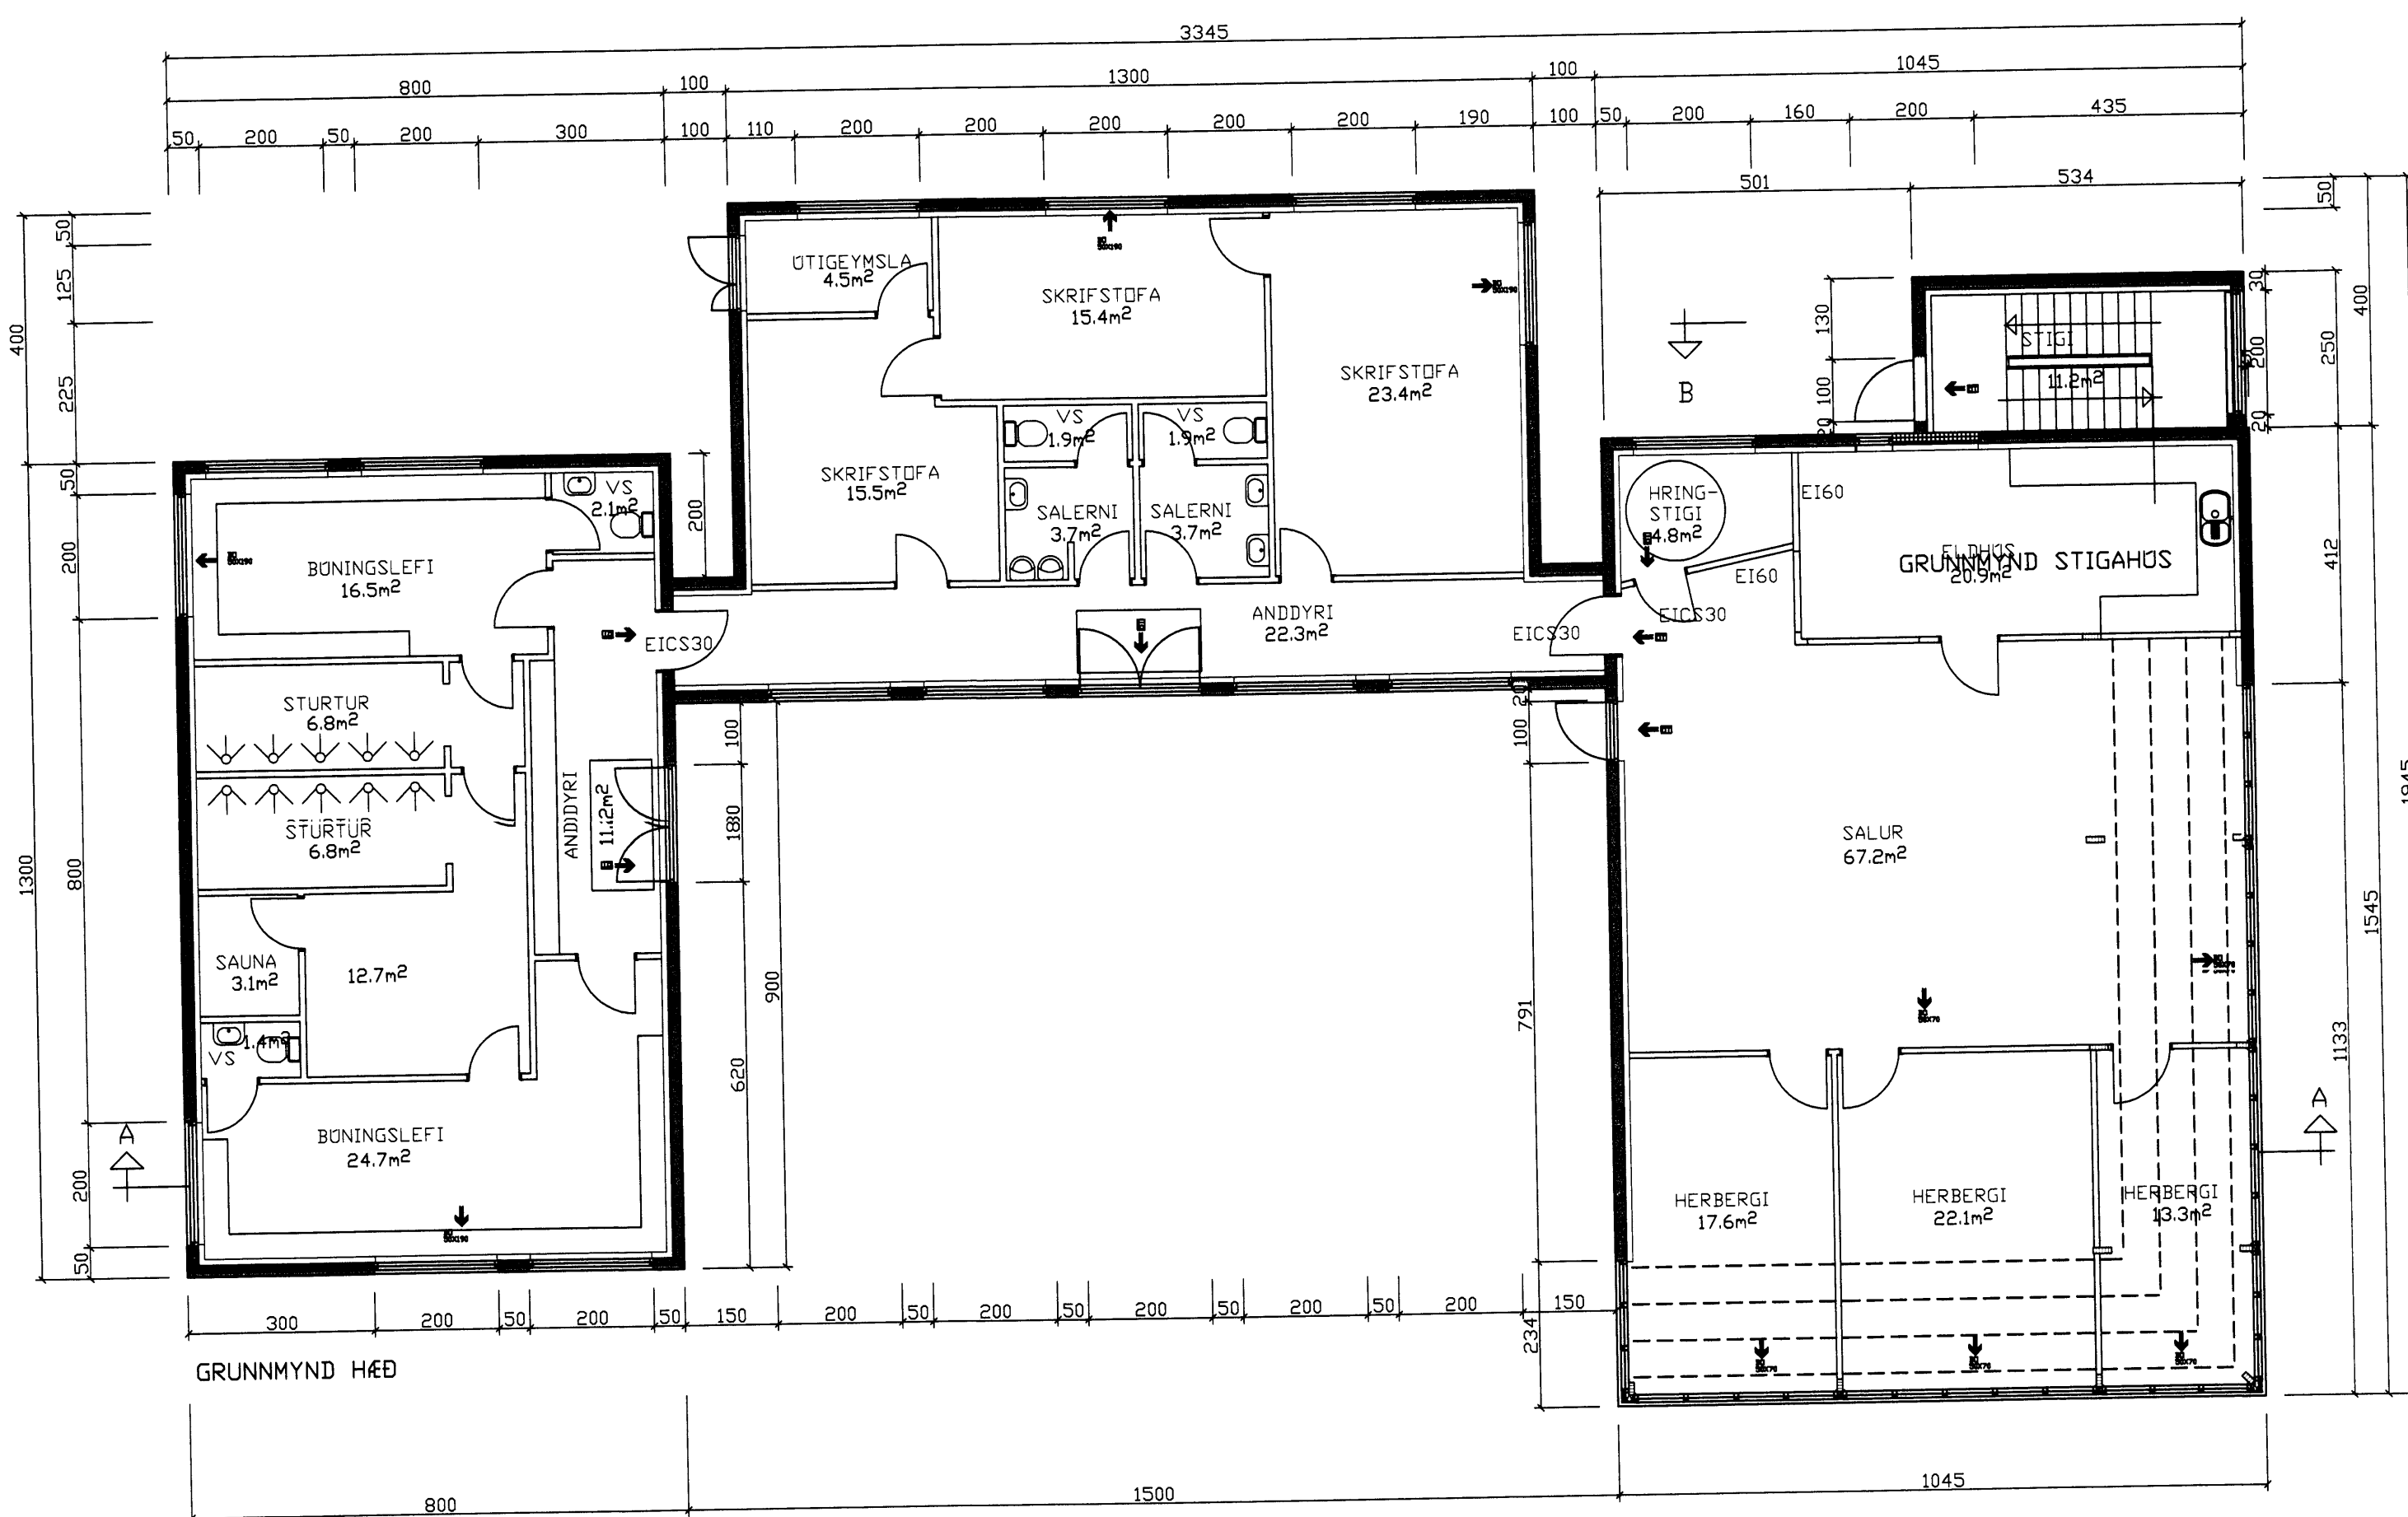 3345
800
100
1300
100
1045
50
200
50
200
300
100
110
200
200
200
200
200
190
100
50
200
160
200
435
501
534
50
400
50
125
225
ÚTIGEYMSLA
4.5m2
SKRIFSTOFA
15.4m2
SKRIFSTOFA
23.4m2
B
130
100
20
STIGI
11.2m2
30
200
20
250
400
SKRIFSTOFA
15.5m2
VS
1.9m2
VS
1.9m2
SALERNI
3.7m2
SALERNI
3.7m2
200
50
200
VS
2.1m2
BÚNINGSLEFI
16.5m2
HRING-
STIGI
4.8m2
EI60
EI60
ELDHÚS
20.9m2
GRUNNMYND STIGAHÚS
412
EICS30
ANDDYRI
22.3m2
EICS30
EICS30
STURTUR
6.8m2
STURTUR
6.8m2
ANDDYRI
11.2m2
100
1880
900
620
20
100
791
234
SALUR
67.2m2
1300
800
1945
1545
1133
SAUNA
3.1m2
12.7m2
VS
1.4m2
BÚNINGSLEFI
24.7m2
A
A
200
50
HERBERGI
17.6m2
HERBERGI
22.1m2
HERBERGI
13.3m2
300
200
50
200
50
150
200
50
200
50
200
50
200
50
200
150
GRUNNMYND HÆÐ
800
1500
1045